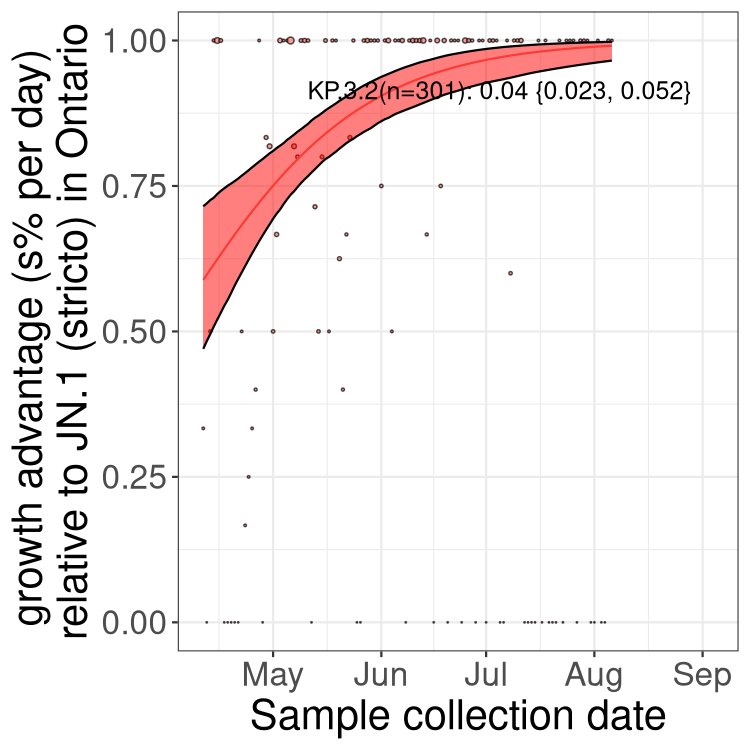 growth advantage (s% per day)
relative to JN.1 (stricto) in Ontario
1.00
0.75
0.50
0.25
0.00
KP.3.2(n=301): 0.04 {0.023, 0.052}
May Jun Jul Aug Sep
Sample collection date